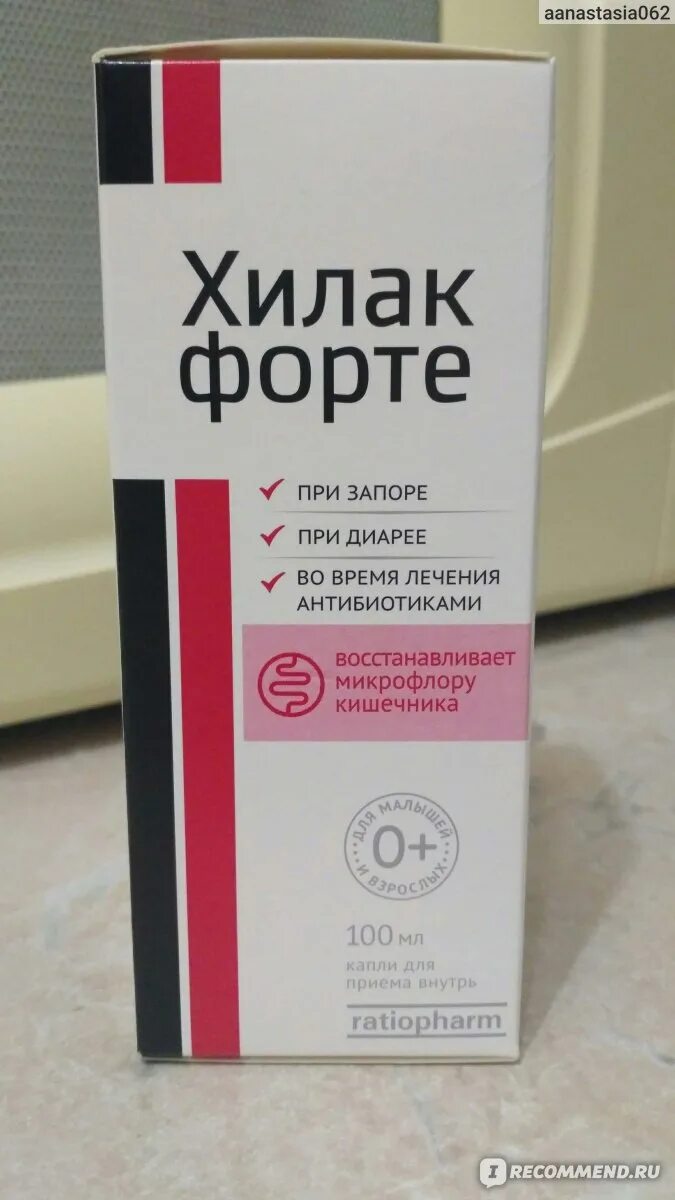 aanastasia062
Хилак
форте
ПРИ ЗАПОРЕ
ПРИ ДИАРЕЕ
ВО ВРЕМЯ ЛЕЧЕНИЯ
АНТИБИОТИКАМИ
восстанавливает
микрофлору
кишечника
ДЛЯ МАЛЫШЕЙ
0+
И ВЗРОСЛЫХ
100 мл
капли для
приема внутрь
ratiopharm
I RECOMMEND.RU